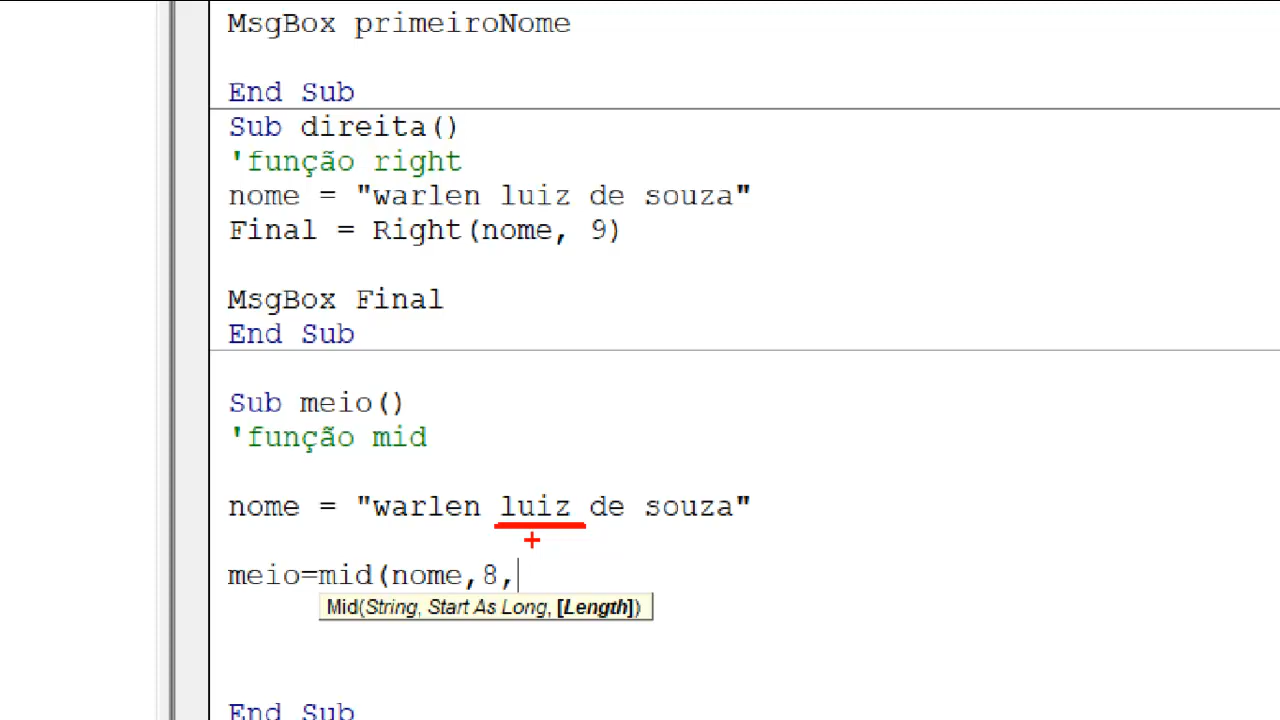 MsgBox primeiroNome
End Sub
Sub direita()
'função right
nome = "warlen luiz de souza"
Final = Right(nome, 9)
MsgBox Final
End Sub
Sub meio()
'função mid
nome = "warlen luiz de souza"
meio=mid(nome,8,
Mid(String, Start As Long, [Length])
End Sub